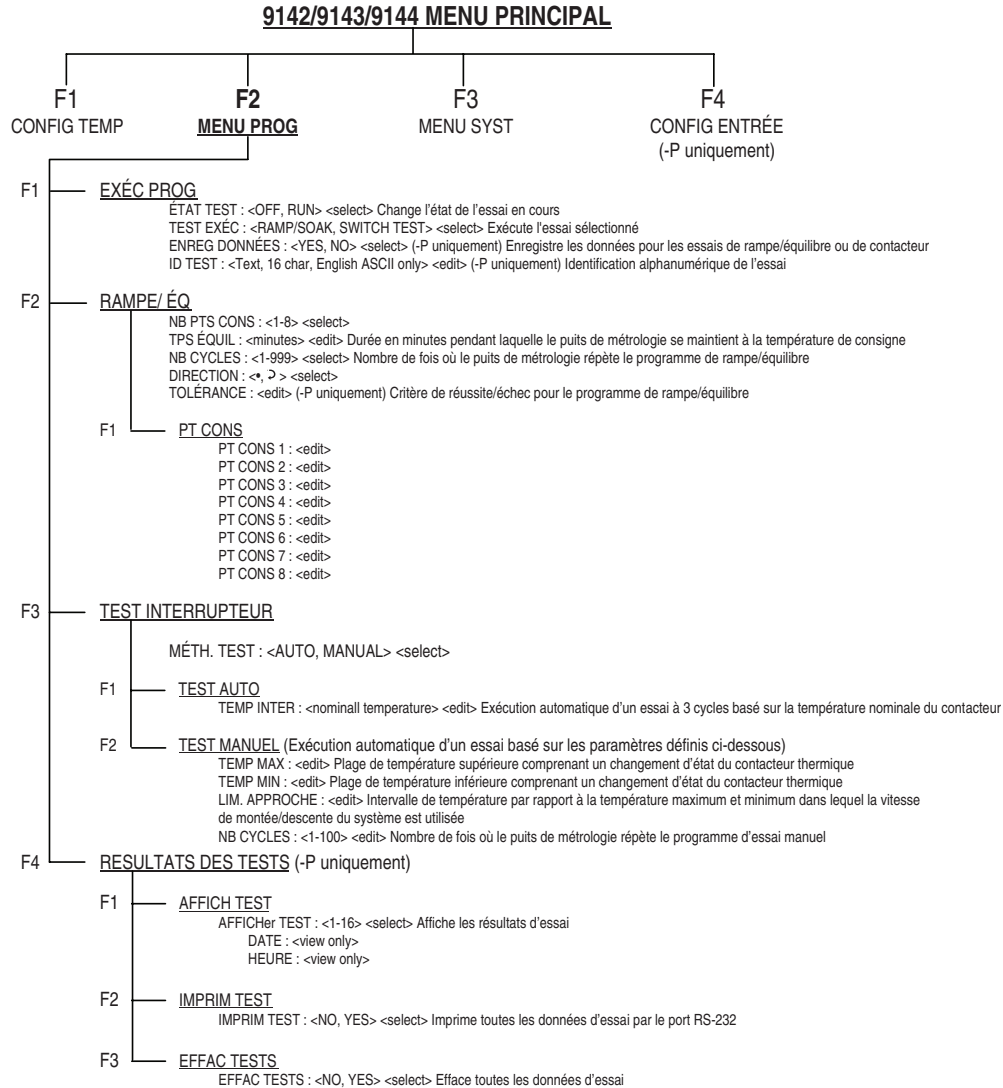 9142/9143/9144 MENU PRINCIPAL
F1
CONFIG TEMP
F2
MENU PROG
F3
MENU SYST
F4
CONFIG ENTRÉE
(-P uniquement)
F1 EXÉC PROG
ÉTAT TEST : <OFF, RUN> <select> Change l'état de l'essai en cours
TEST EXÉC : <RAMP/SOAK, SWITCH TEST> <select> Exécute l'essai sélectionné
ENREG DONNÉES : <YES, NO> <select> (-P uniquement) Enregistre les données pour les essais de rampe/équilibre ou de contacteur
ID TEST : <Text, 16 char, English ASCII only> <edit> (-P uniquement) Identification alphanumérique de l'essai
F2 RAMPE/ ÉQ
NB PTS CONS : <1-8> <select>
TPS ÉQUIL : <minutes> <edit> Durée en minutes pendant laquelle le puits de métrologie se maintient à la température de consigne
NB CYCLES : <1-999> <select> Nombre de fois où le puits de métrologie répète le programme de rampe/équilibre
DIRECTION : <•, > <select>
TOLÉRANCE : <edit> (-P uniquement) Critère de réussite/échec pour le programme de rampe/équilibre
F1 PT CONS
PT CONS 1 : <edit>
PT CONS 2 : <edit>
PT CONS 3 : <edit>
PT CONS 4 : <edit>
PT CONS 5 : <edit>
PT CONS 6 : <edit>
PT CONS 7 : <edit>
PT CONS 8 : <edit>
F3 TEST INTERRUPTEUR
MÉTH. TEST : <AUTO, MANUAL> <select>
F1 TEST AUTO
TEMP INTER : <nominall temperature> <edit> Exécution automatique d'un essai à 3 cycles basé sur la température nominale du contacteur
F2 TEST MANUEL (Exécution automatique d'un essai basé sur les paramètres définis ci-dessous)
TEMP MAX : <edit> Plage de température supérieure comprenant un changement d'état du contacteur thermique
TEMP MIN : <edit> Plage de température inférieure comprenant un changement d'état du contacteur thermique
LIM. APPROCHE : <edit> Intervalle de température par rapport à la température maximum et minimum dans lequel la vitesse
de montée/descente du système est utilisée
NB CYCLES : <1-100> <edit> Nombre de fois où le puits de métrologie répète le programme d'essai manuel
F4 RESULTATS DES TESTS (-P uniquement)
F1 AFFICH TEST
AFFICHer TEST : <1-16> <select> Affiche les résultats d'essai
DATE : <view only>
HEURE : <view only>
F2 IMPRIM TEST
IMPRIM TEST : <NO, YES> <select> Imprime toutes les données d'essai par le port RS-232
F3 EFFAC TESTS
EFFAC TESTS : <NO, YES> <select> Efface toutes les données d'essai